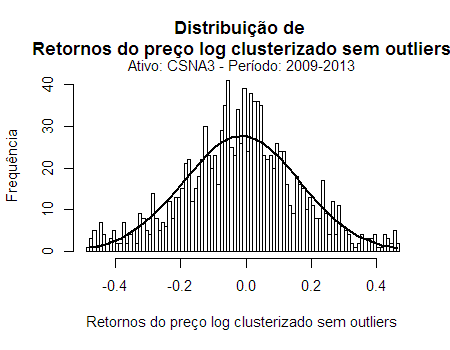 Distribuição de
Retornos do preço log clusterizado sem outliers
Ativo: CSNA3 - Período: 2009-2013
Frequência
40
30
20
10
0
-0.4 -0.2 0.0 0.2 0.4
Retornos do preço log clusterizado sem outliers